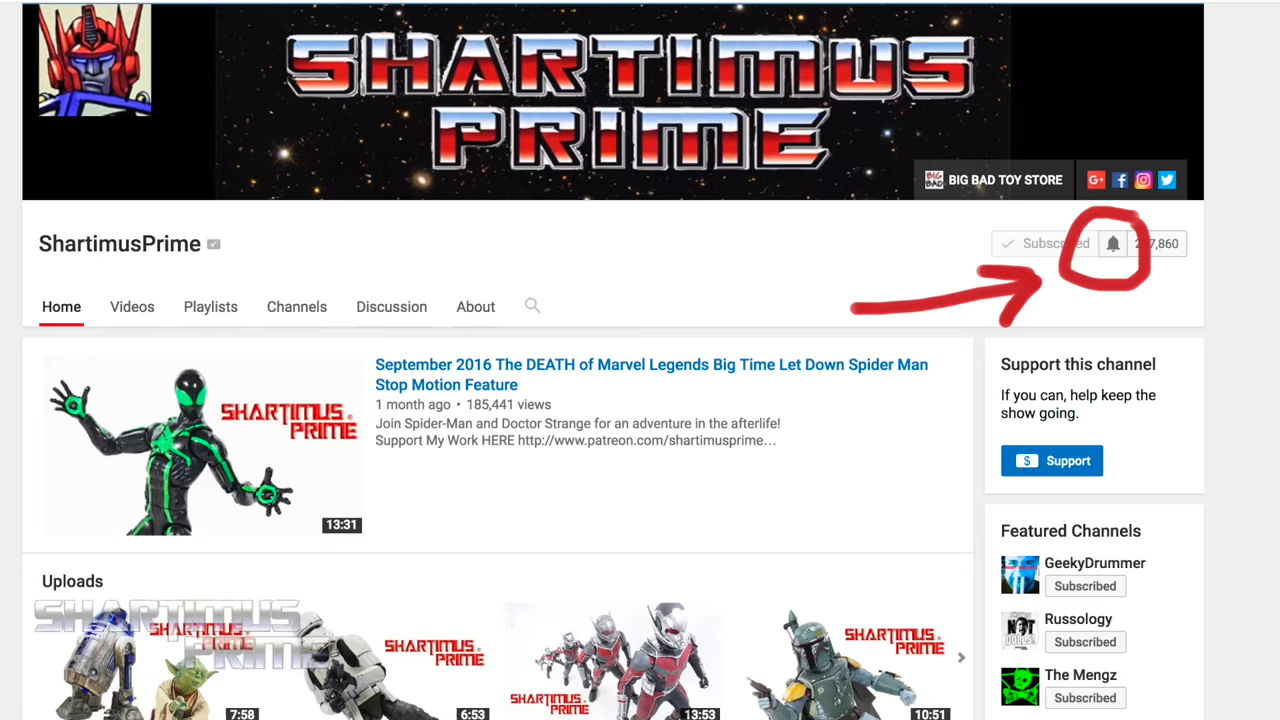 SHARTIMUS
PRIME
BIG BAD
BIG BAD TOY STORE
G+
ShartimusPrime
Subscribed
Home
Videos
Playlists
Channels
Discussion
About
September 2016 The DEATH of Marvel Legends Big Time Let Down Spider Man
Stop Motion Feature
1 month ago • 185,441 views
Join Spider-Man and Doctor Strange for an adventure in the afterlife!
Support My Work HERE http://www.patreon.com/shartimusprime…
SHARTIMUS
PRIME
13:31
Support this channel
If you can, help keep the
show going.
$ Support
Featured Channels
GeekyDrummer
Subscribed
Russology
Subscribed
The Mengz
Subscribed
Uploads
SHARTIMUS
PRIME
SHARTIMUS
PRIME
7:58
SHARTIMUS
PRIME
6:53
SHARTIMUS
PRIME
13:53
SHARTIMUS
PRIME
10:51